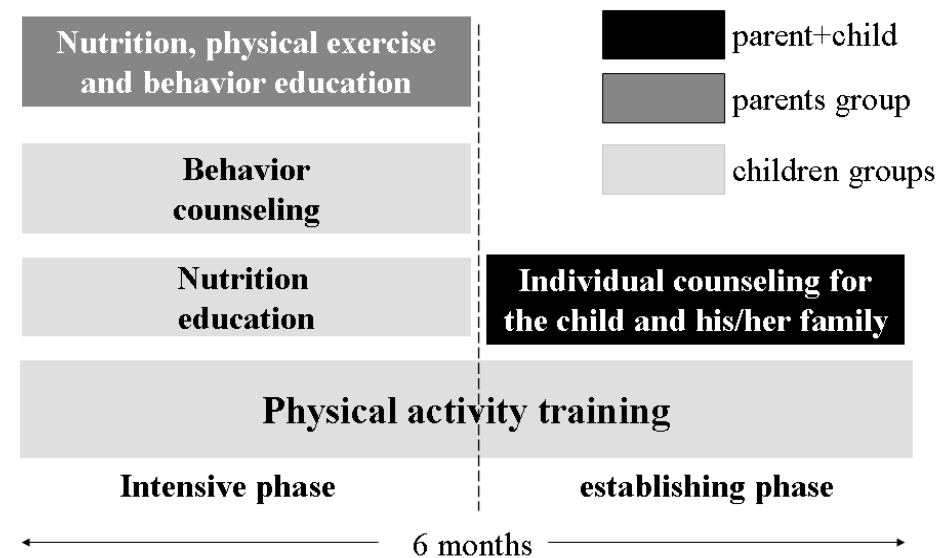 Nutrition, physical exercise
and behavior education
parent+child
parents group
children groups
Behavior
counseling
Nutrition
education
Individual counseling for
the child and his/her family
Physical activity training
Intensive phase
establishing phase
6 months